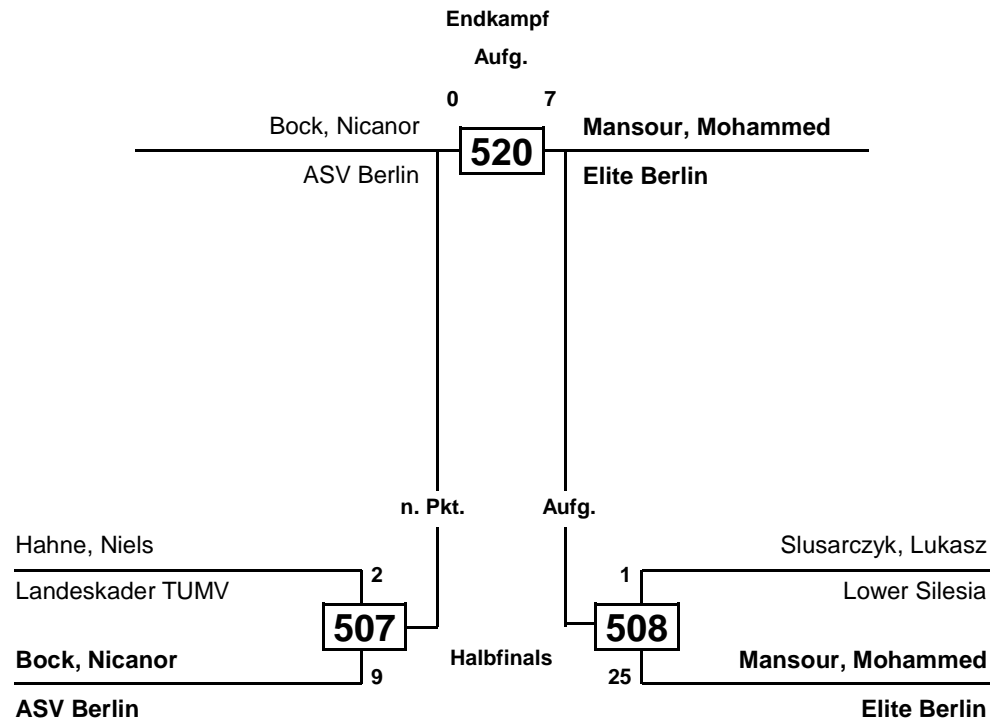 Endkampf
Aufg.
0 7
Bock, Nicanor 520 Mansour, Mohammed
ASV Berlin Elite Berlin
n. Pkt. Aufg.
Hahne, Niels Slusarczyk, Lukasz
2 1
Landeskader TUMV Lower Silesia
507 508
Bock, Nicanor Halbfinals Mansour, Mohammed
9 25
ASV Berlin Elite Berlin